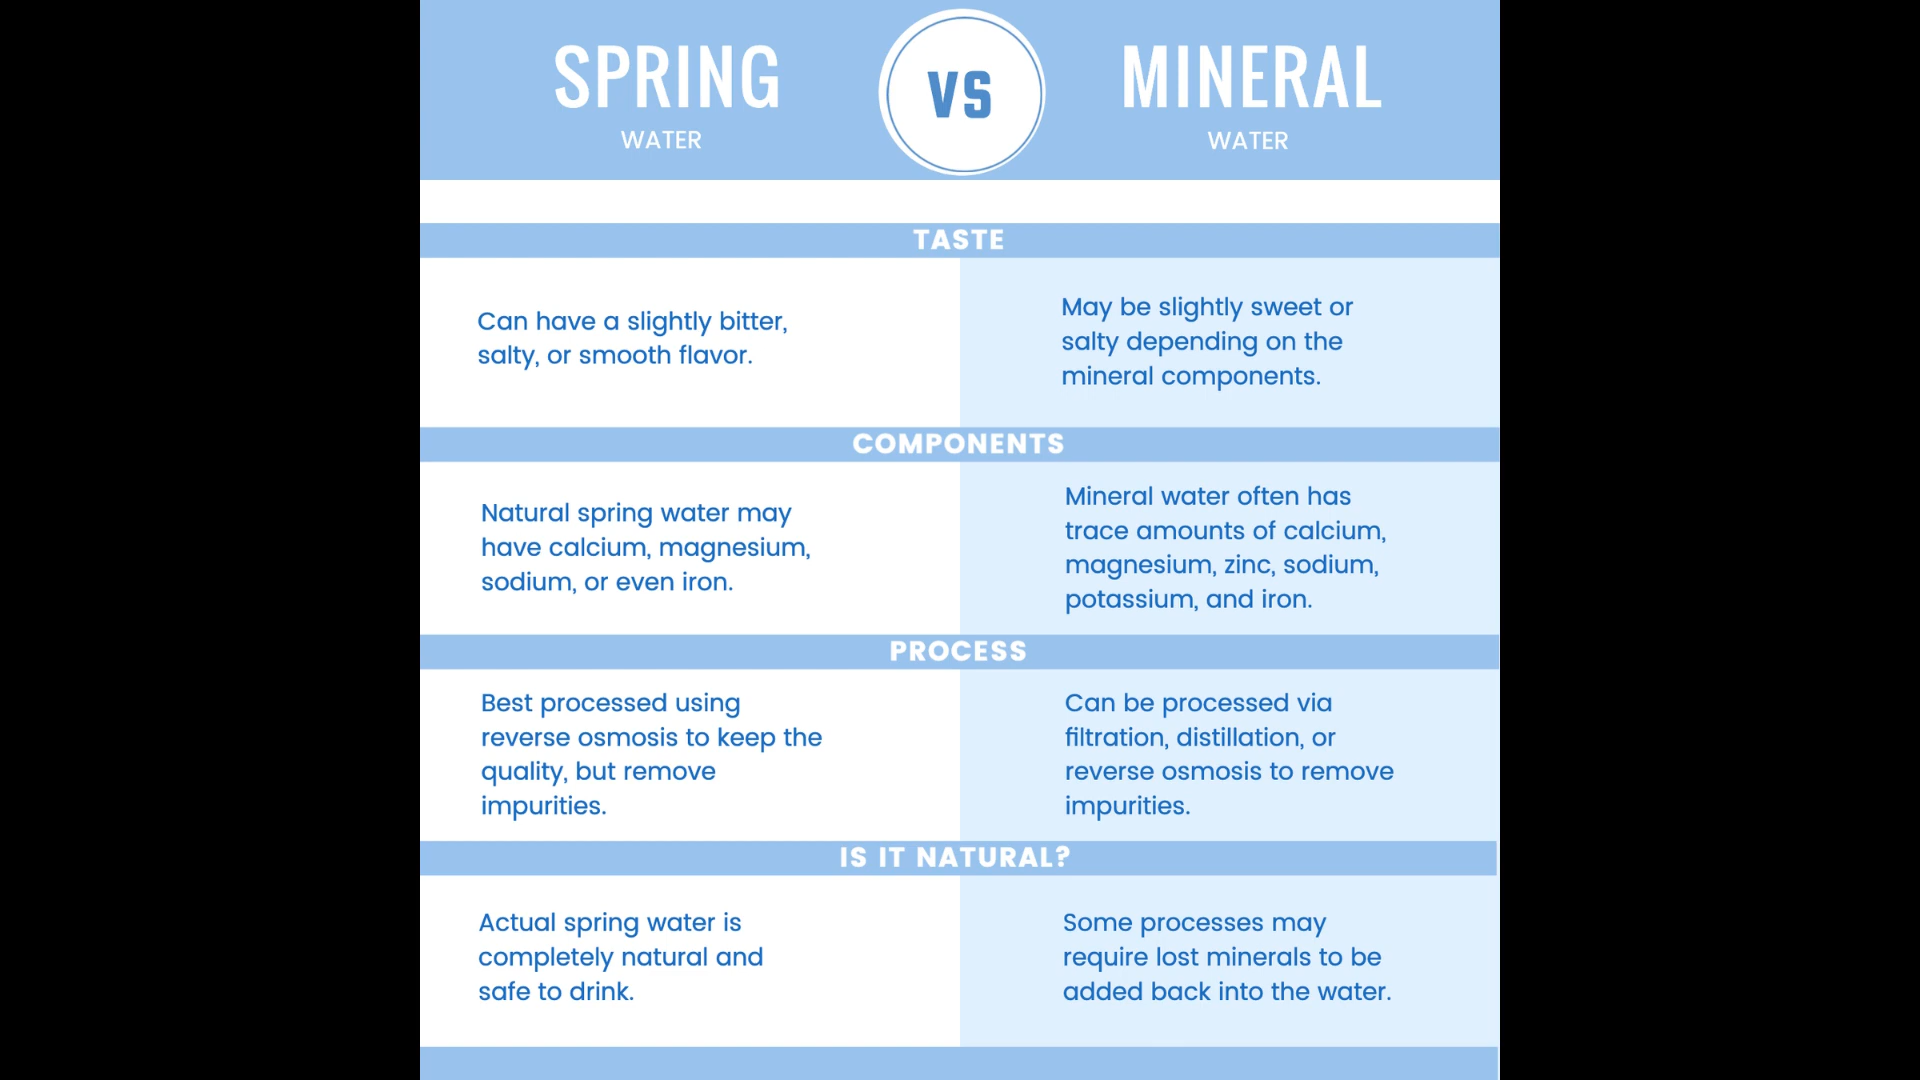 SPRING
WATER
VS
MINERAL
WATER
TASTE
Can have a slightly bitter,
salty, or smooth flavor.
May be slightly sweet or
salty depending on the
mineral components.
COMPONENTS
Natural spring water may
have calcium, magnesium,
sodium, or even iron.
Mineral water often has
trace amounts of calcium,
magnesium, zinc, sodium,
potassium, and iron.
PROCESS
Best processed using
reverse osmosis to keep the
quality, but remove
impurities.
Can be processed via
filtration, distillation, or
reverse osmosis to remove
impurities.
IS IT NATURAL?
Actual spring water is
completely natural and
safe to drink.
Some processes may
require lost minerals to be
added back into the water.